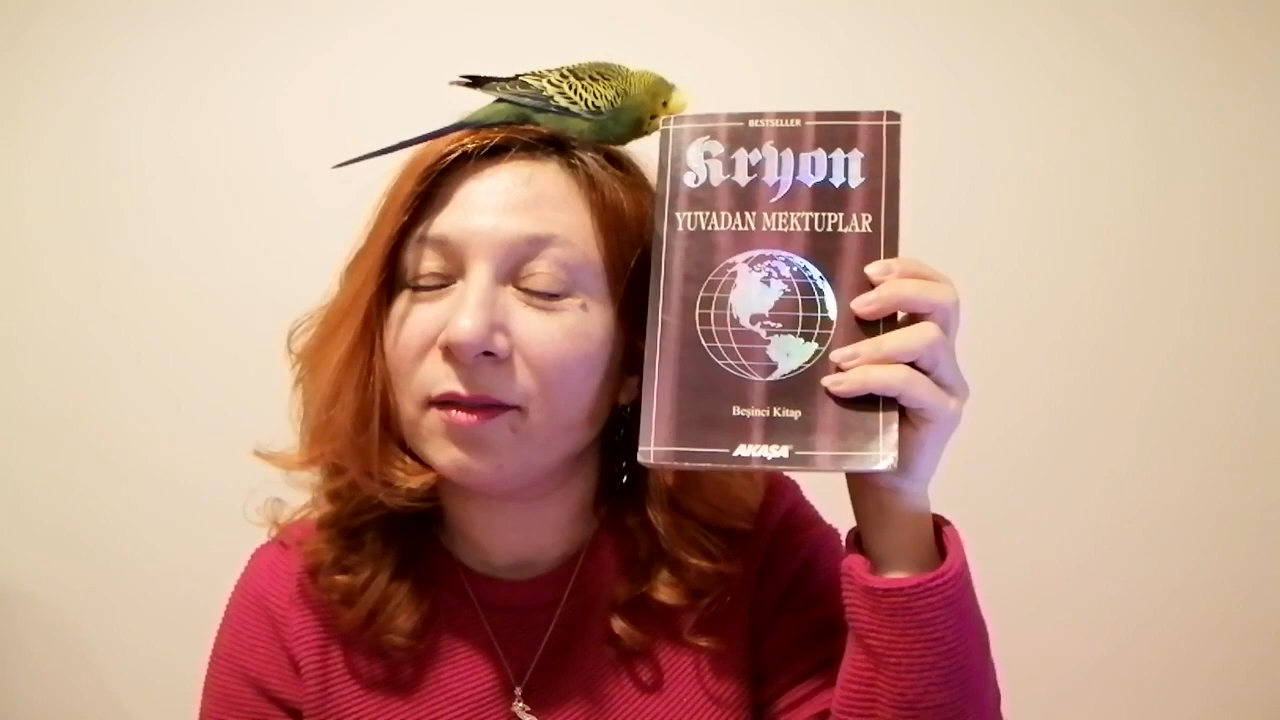 BESTSELLER
Kryon
YUVADAN MEKTUPLAR
Beşinci Kitap
AKAŞA